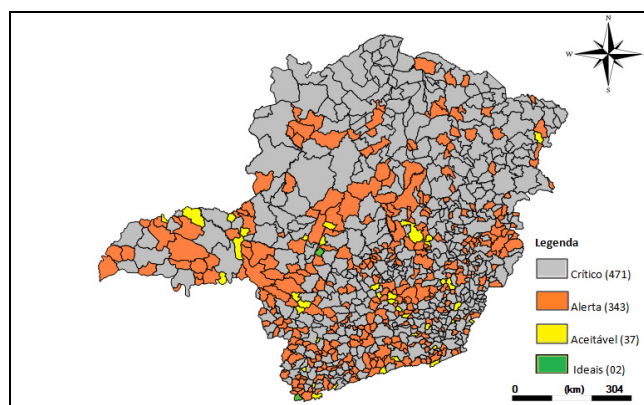 N
W
E
S
Legenda
Crítico (471)
Alerta (343)
Aceitável (37)
Ideais (02)
0 (km) 304